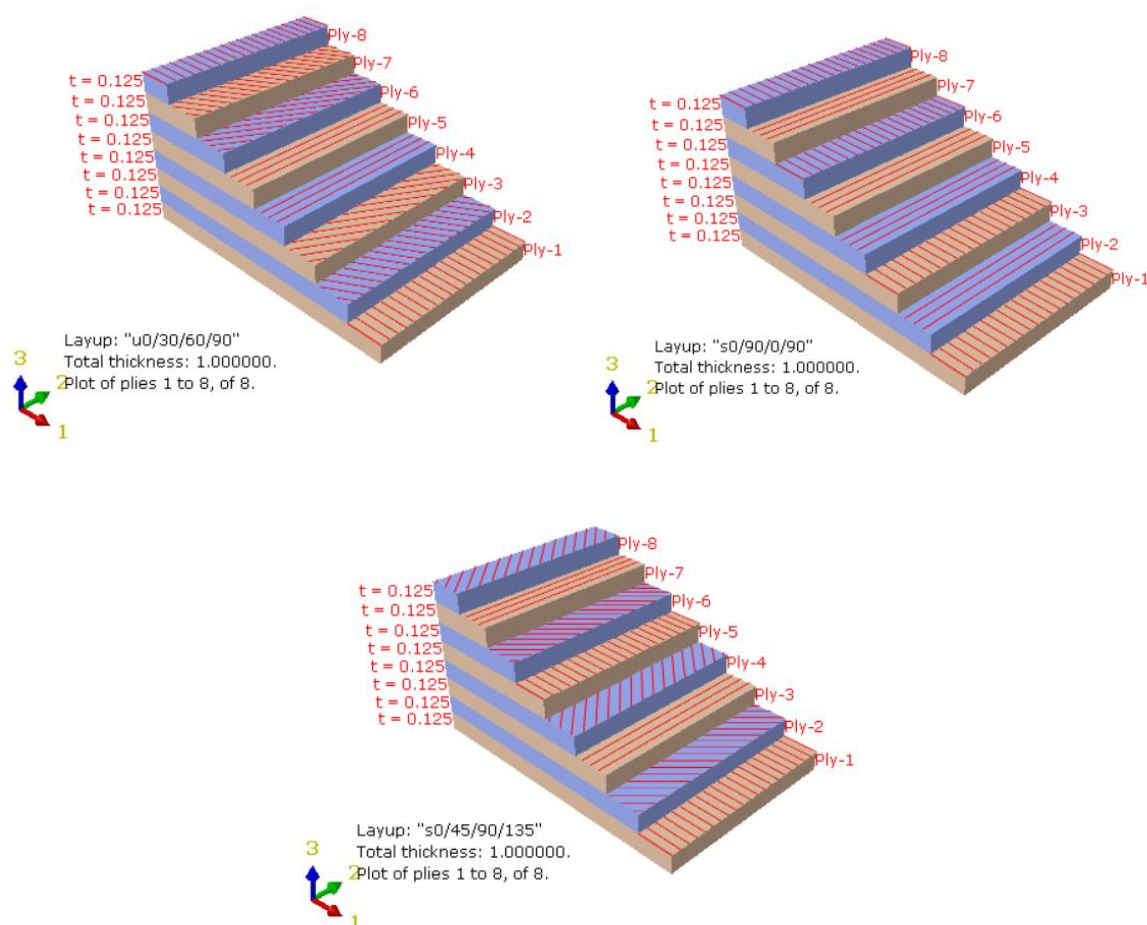 Ply-8
Ply-7
Ply-6
Ply-5
Ply-4
Ply-3
Ply-2
Ply-1
t = 0.125
t = 0.125
t = 0.125
t = 0.125
t = 0.125
t = 0.125
t = 0.125
Layup: "u0/30/60/90"
Total thickness: 1.000000.
Plot of plies 1 to 8, of 8.
3
2
1
Ply-8
Ply-7
Ply-6
Ply-5
Ply-4
Ply-3
Ply-2
Ply-1
t = 0.125
t = 0.125
t = 0.125
t = 0.125
t = 0.125
t = 0.125
t = 0.125
Layup: "s0/90/0/90"
Total thickness: 1.000000.
Plot of plies 1 to 8, of 8.
3
2
1
Ply-8
Ply-7
Ply-6
Ply-5
Ply-4
Ply-3
Ply-2
Ply-1
t = 0.125
t = 0.125
t = 0.125
t = 0.125
t = 0.125
t = 0.125
t = 0.125
Layup: "s0/45/90/135"
Total thickness: 1.000000.
Plot of plies 1 to 8, of 8.
3
2
1